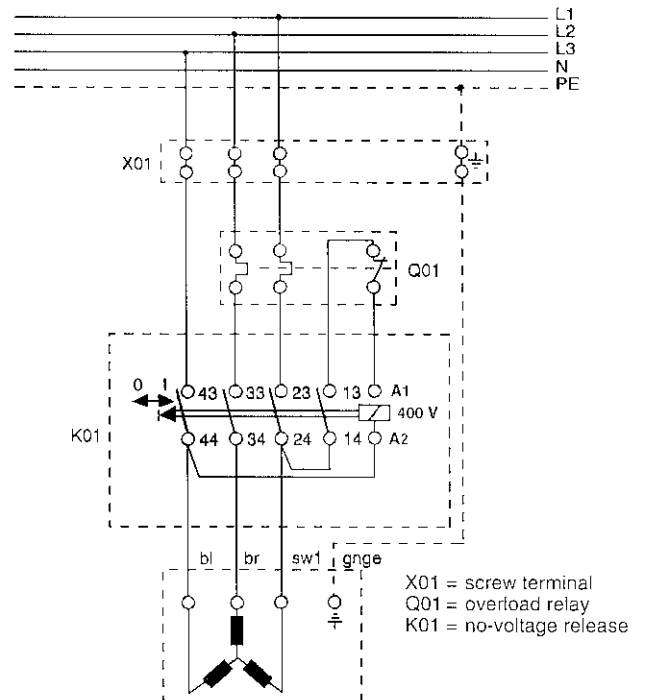 L1
L2
L3
N
PE
X01
Q01
0 1
43 33 23 13 A1
400 V
K01
44 34 24 14 A2
bl br sw1 gnge
X01 = screw terminal
Q01 = overload relay
K01 = no-voltage release